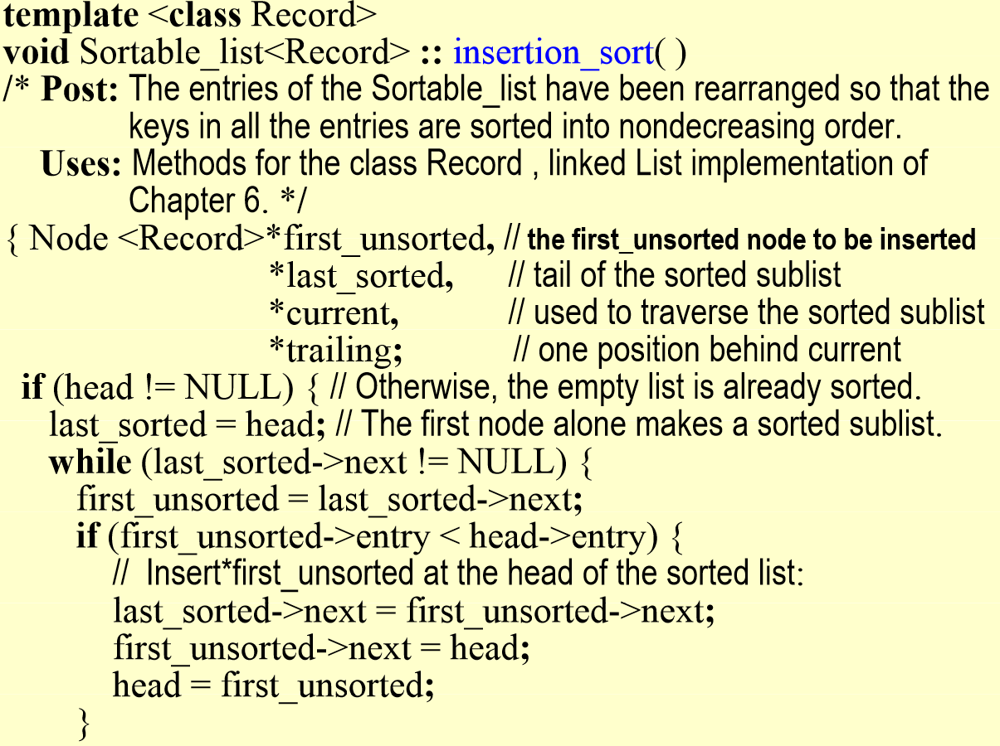 template <class Record>
void Sortable_list<Record> :: insertion_sort( )
/* Post: The entries of the Sortable_list have been rearranged so that the
keys in all the entries are sorted into nondecreasing order.
Uses: Methods for the class Record , linked List implementation of
Chapter 6. */
{ Node <Record>*first_unsorted, // the first_unsorted node to be inserted
*last_sorted, // tail of the sorted sublist
*current, // used to traverse the sorted sublist
*trailing; // one position behind current
if (head != NULL) { // Otherwise, the empty list is already sorted.
last_sorted = head; // The first node alone makes a sorted sublist.
while (last_sorted->next != NULL) {
first_unsorted = last_sorted->next;
if (first_unsorted->entry < head->entry) {
// Insert*first_unsorted at the head of the sorted list:
last_sorted->next = first_unsorted->next;
first_unsorted->next = head;
head = first_unsorted;
}